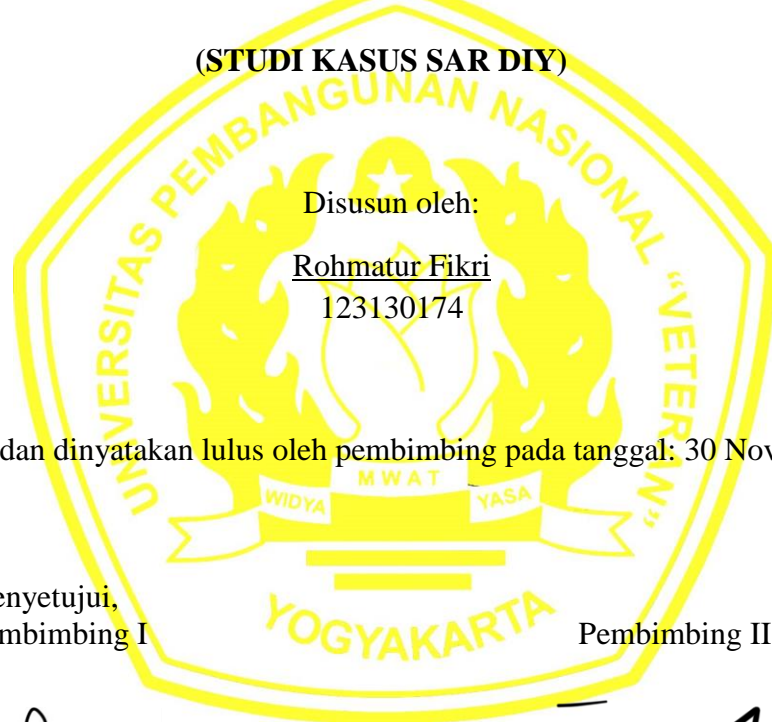 (STUDI KASUS SAR DIY)
UNIVERSITAS PEMBANGUNAN NASIONAL "VETERAN"
Disusun oleh:
Rohmatur Fikri
123130174
dan dinyatakan lulus oleh pembimbing pada tanggal: 30 Nov
WIDYA MWAT YASA
enyetujui,
mbimbing I
Pembimbing II
YOGYAKARTA